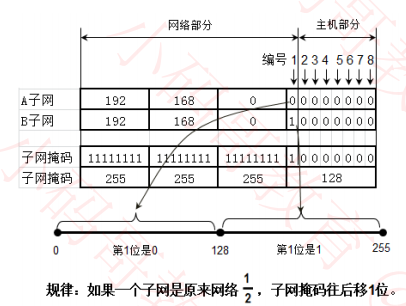 网络部分 主机部分
编号 1 2 3 4 5 6 7 8
A子网 192 168 0 0 0 0 0 0 0 0 0
B子网 192 168 0 1 0 0 0 0 0 0 0
子网掩码 11111111 11111111 11111111 1 0 0 0 0 0 0 0
子网掩码 255 255 255 128
0 第1位是0 128 第1位是1 255
规律：如果一个子网是原来网络 1/2 ，子网掩码往后移1位。
小码哥教育